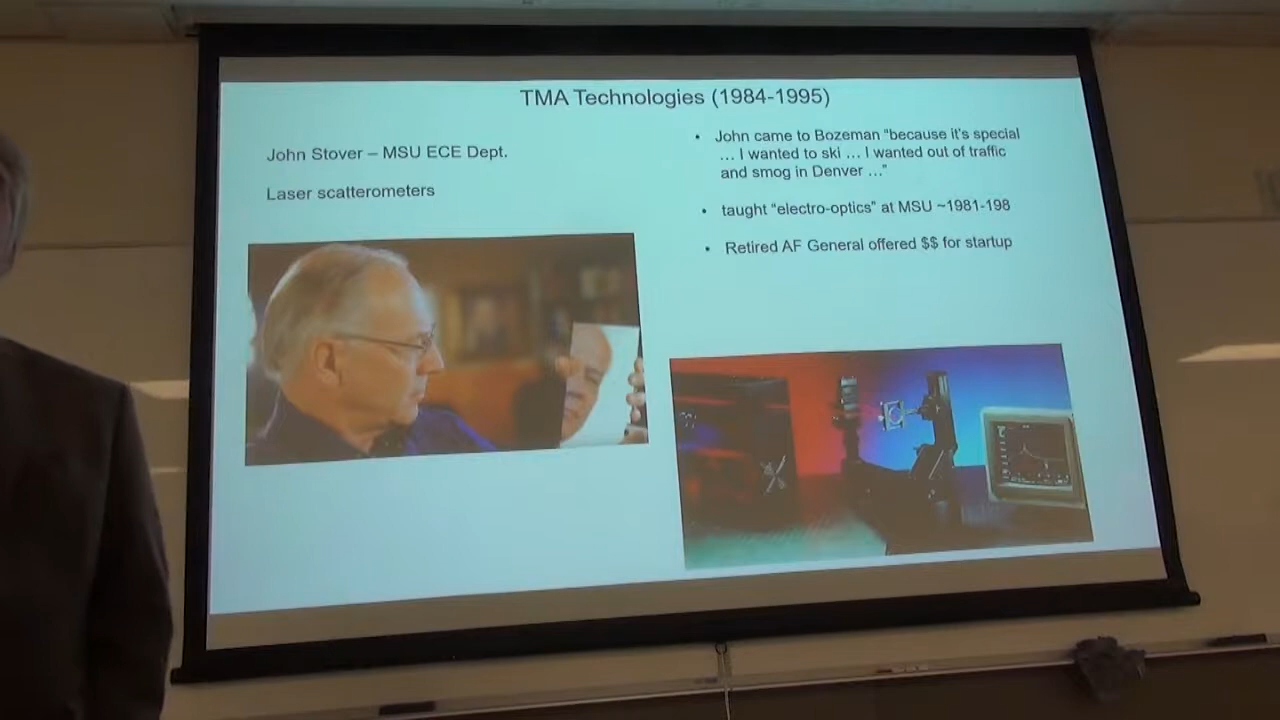 TMA Technologies (1984-1995)
John Stover – MSU ECE Dept.
Laser scatterometers
• John came to Bozeman “because it's special
... I wanted to ski ... I wanted out of traffic
and smog in Denver ...”
• taught “electro-optics” at MSU ~1981-198
• Retired AF General offered $$ for startup